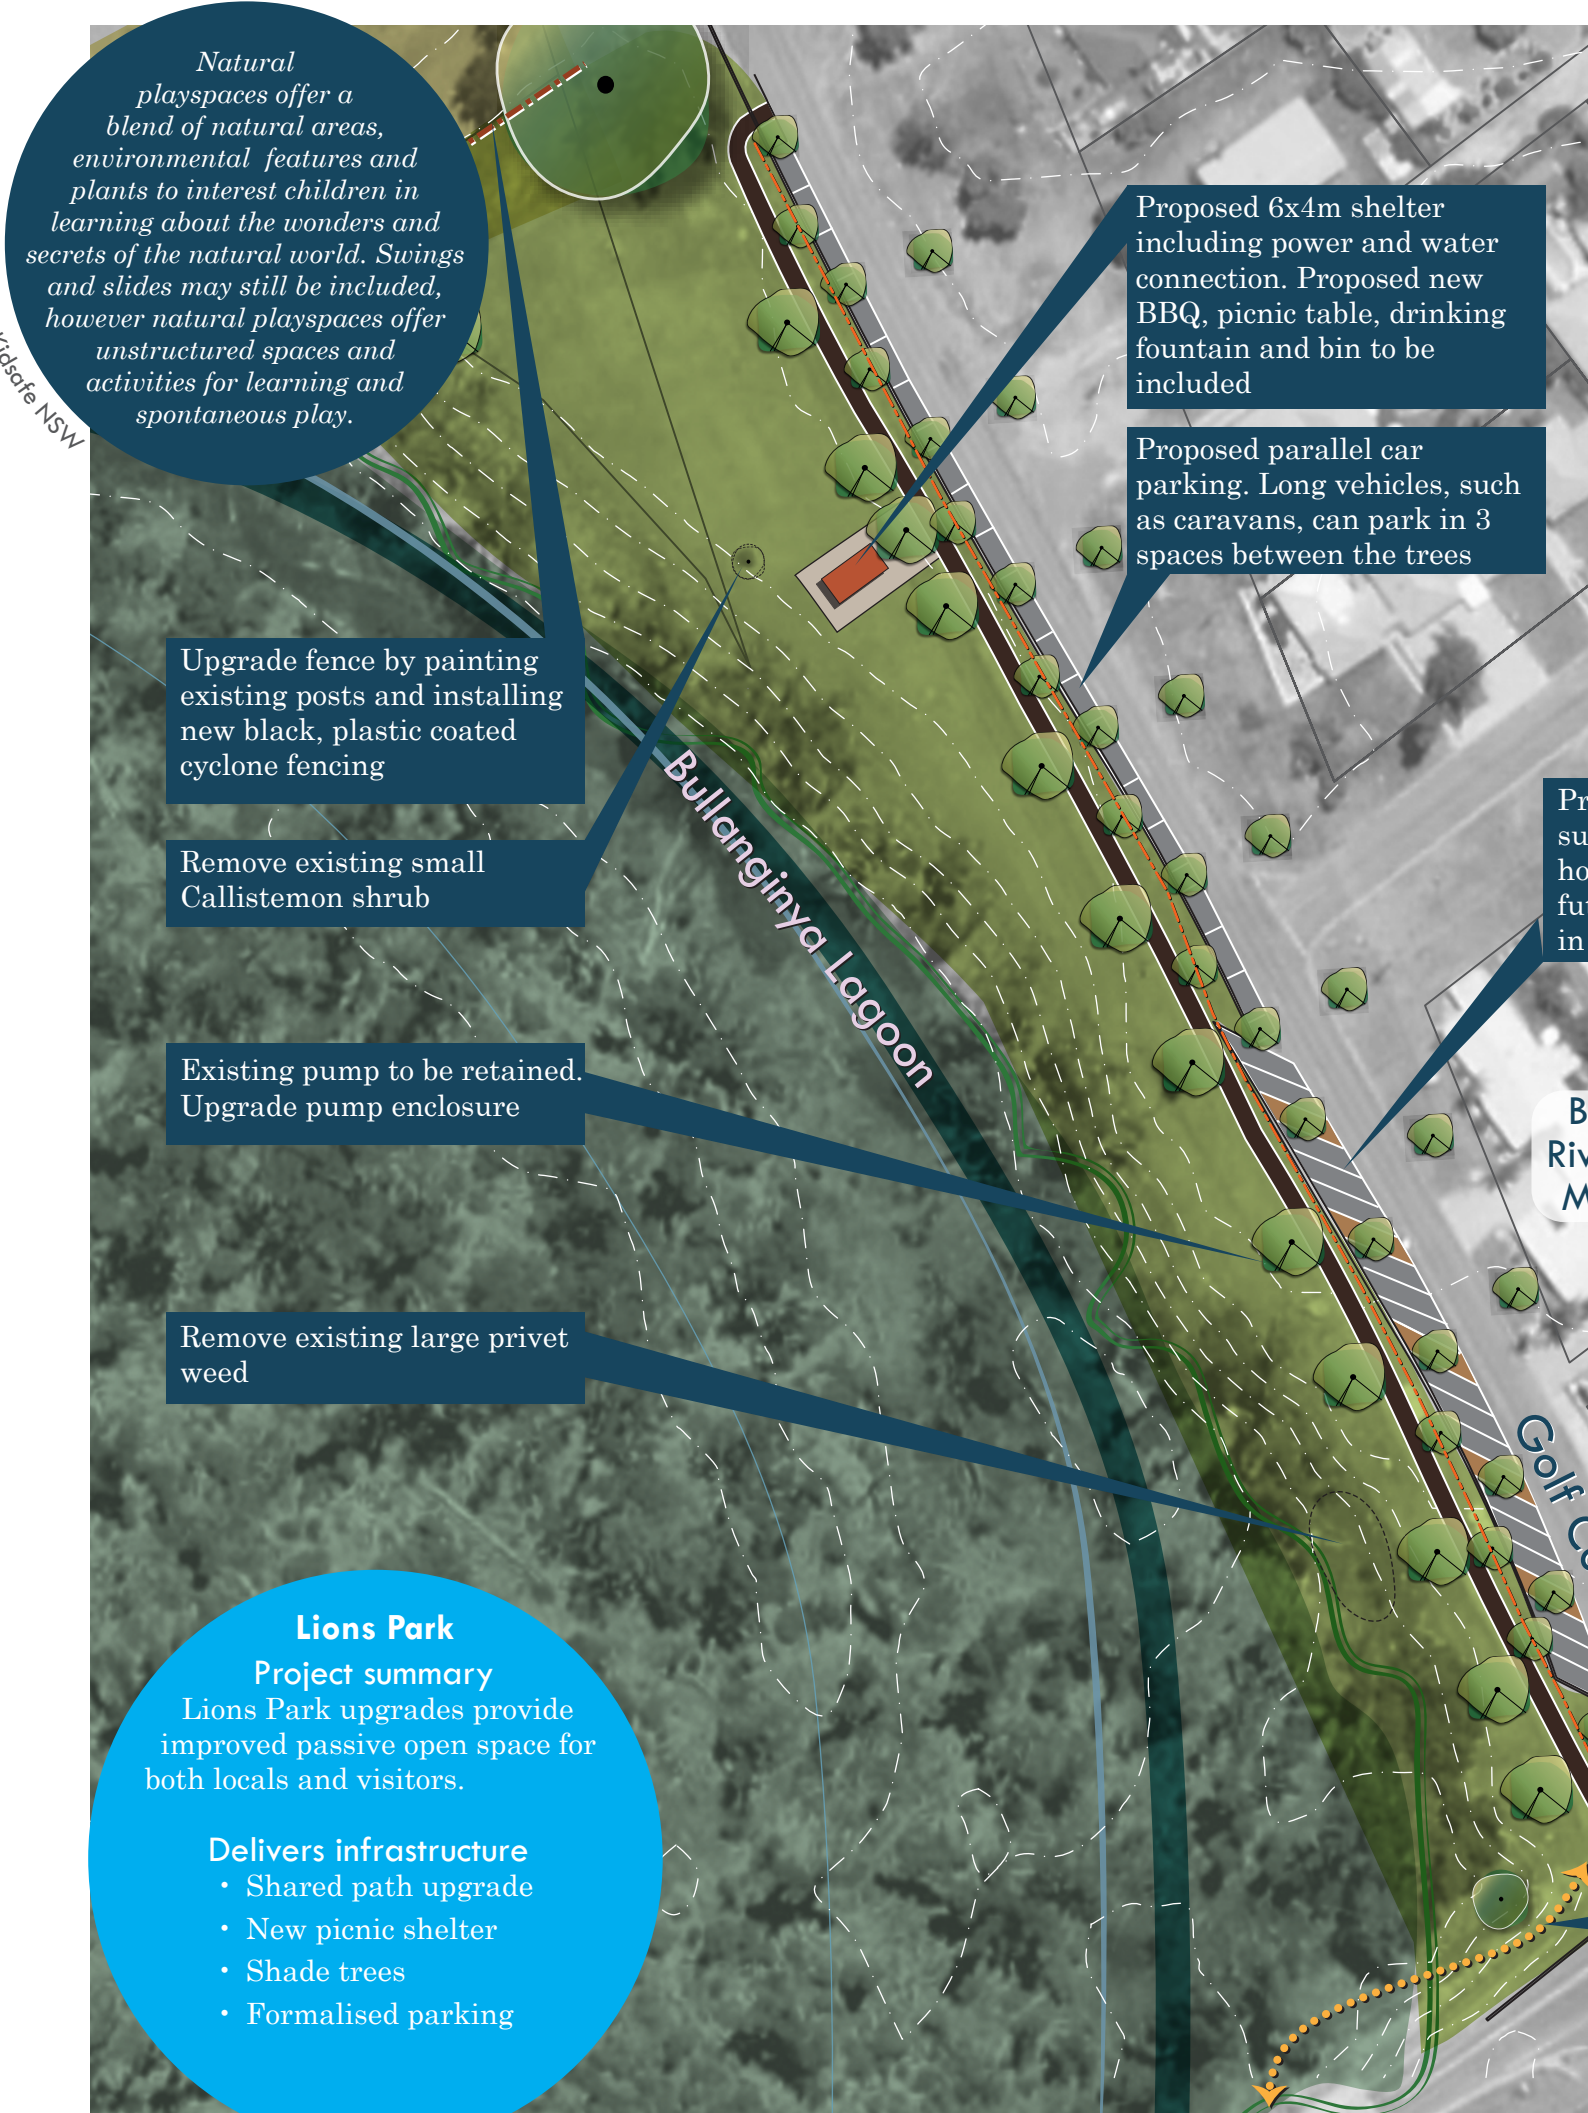 Natural
playspaces offer a
blend of natural areas,
environmental features and
plants to interest children in
learning about the wonders and
secrets of the natural world. Swings
and slides may still be included,
however natural playspaces offer
unstructured spaces and
activities for learning and
spontaneous play.
Kidsafe NSW
Proposed 6x4m shelter
including power and water
connection. Proposed new
BBQ, picnic table, drinking
fountain and bin to be
included
Proposed parallel car
parking. Long vehicles, such
as caravans, can park in 3
spaces between the trees
Upgrade fence by painting
existing posts and installing
new black, plastic coated
cyclone fencing
Remove existing small
Callistemon shrub
Bullanginya Lagoon
in
Existing pump to be retained.
Upgrade pump enclosure
Remove existing large privet
weed
Golf
Lions Park
Project summary
Lions Park upgrades provide
improved passive open space for
both locals and visitors.
Delivers infrastructure
• Shared path upgrade
• New picnic shelter
• Shade trees
• Formalised parking